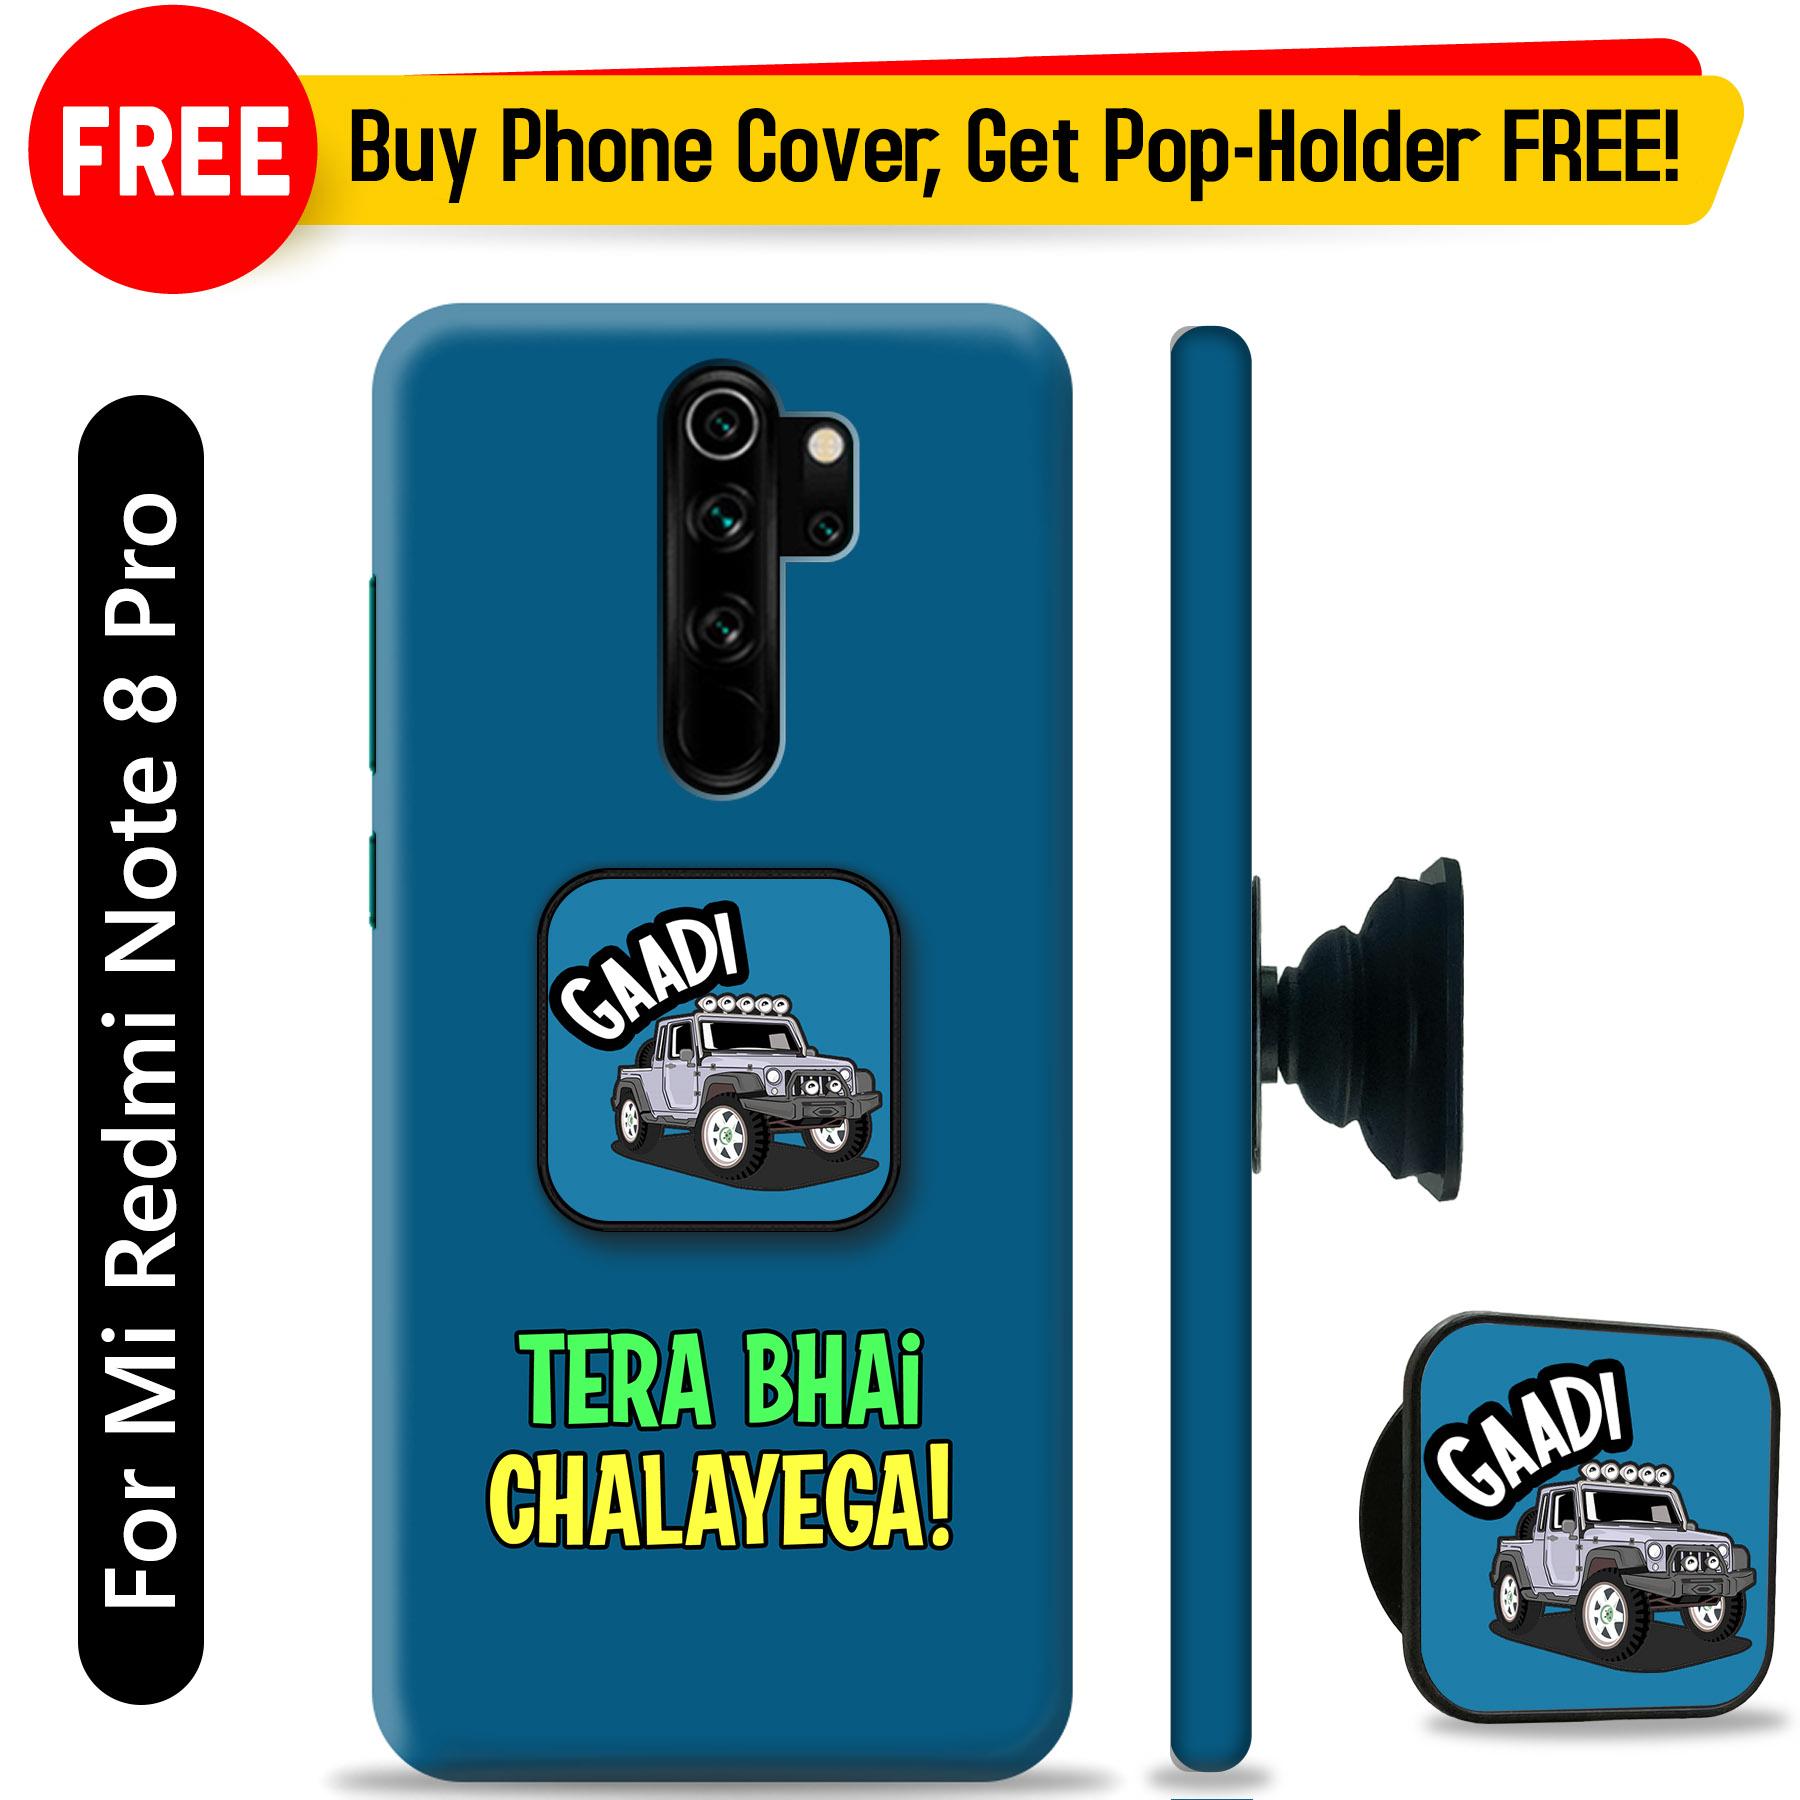 FREE
Buy Phone Cover, Get Pop-Holder FREE!
For Mi Redmi Note 8 Pro
GAADI
TERA BHAi
CHALAYEGA!
GAADI